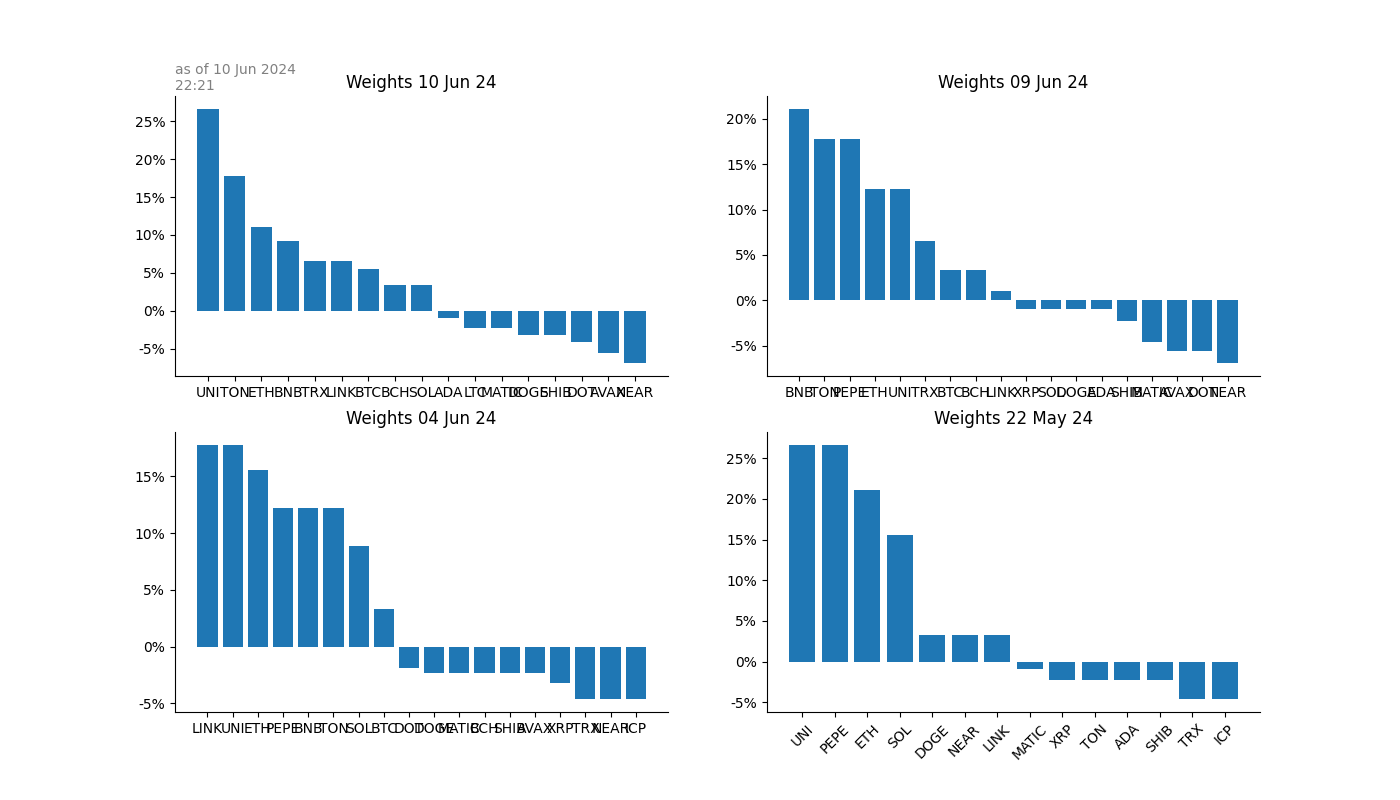 as of 10 Jun 2024
22:21
Weights 10 Jun 24
25%
20%
15%
10%
5%
0%
-5%
UNI TON ETH BNB TRX LINK BTC BCH SOL ADA LTC MATIC DOGE SHIB DOT AVAX NEAR
Weights 09 Jun 24
20%
15%
10%
5%
0%
-5%
BNB TON PEPE ETH UNI TRX BTC BCH LINK XRP SOL DOGE ADA SHIB MATIC AVAX DOT NEAR
Weights 04 Jun 24
15%
10%
5%
0%
-5%
LINK UNI ETH PEPE BNB TON SOL BTC DOT DOGE MATIC BCH SHIB AVAX XRP TRX NEAR ICP
Weights 22 May 24
25%
20%
15%
10%
5%
0%
-5%
UNI PEPE ETH SOL DOGE NEAR LINK MATIC XRP TON ADA SHIB TRX ICP